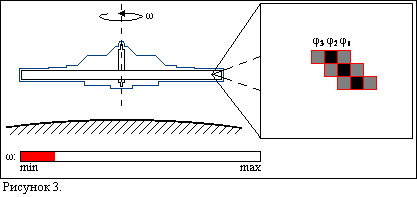 ω
φ₃ φ₂ φ₁
ω:
min max
Рисунок 3.